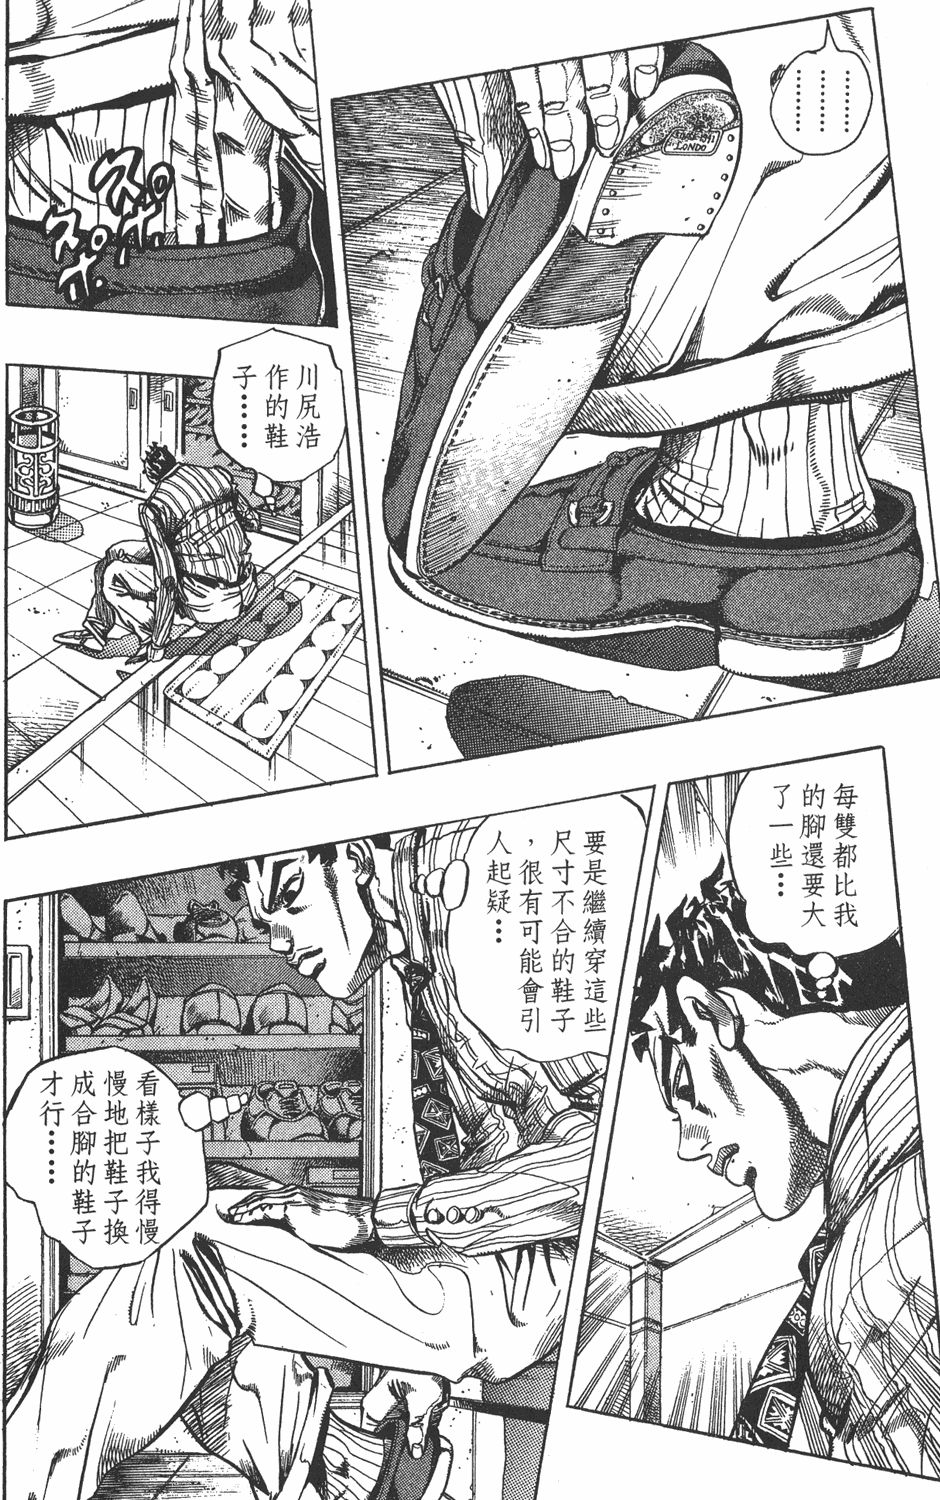 …………
スポ
スポ
川尻浩
作的鞋
子……
每雙都比我
的腳還要大
了一些…
要是繼續穿這些
尺寸不合的鞋子
，很有可能會引
人起疑…
看樣子我得慢
慢地把鞋子換
成合腳的鞋子
才行……